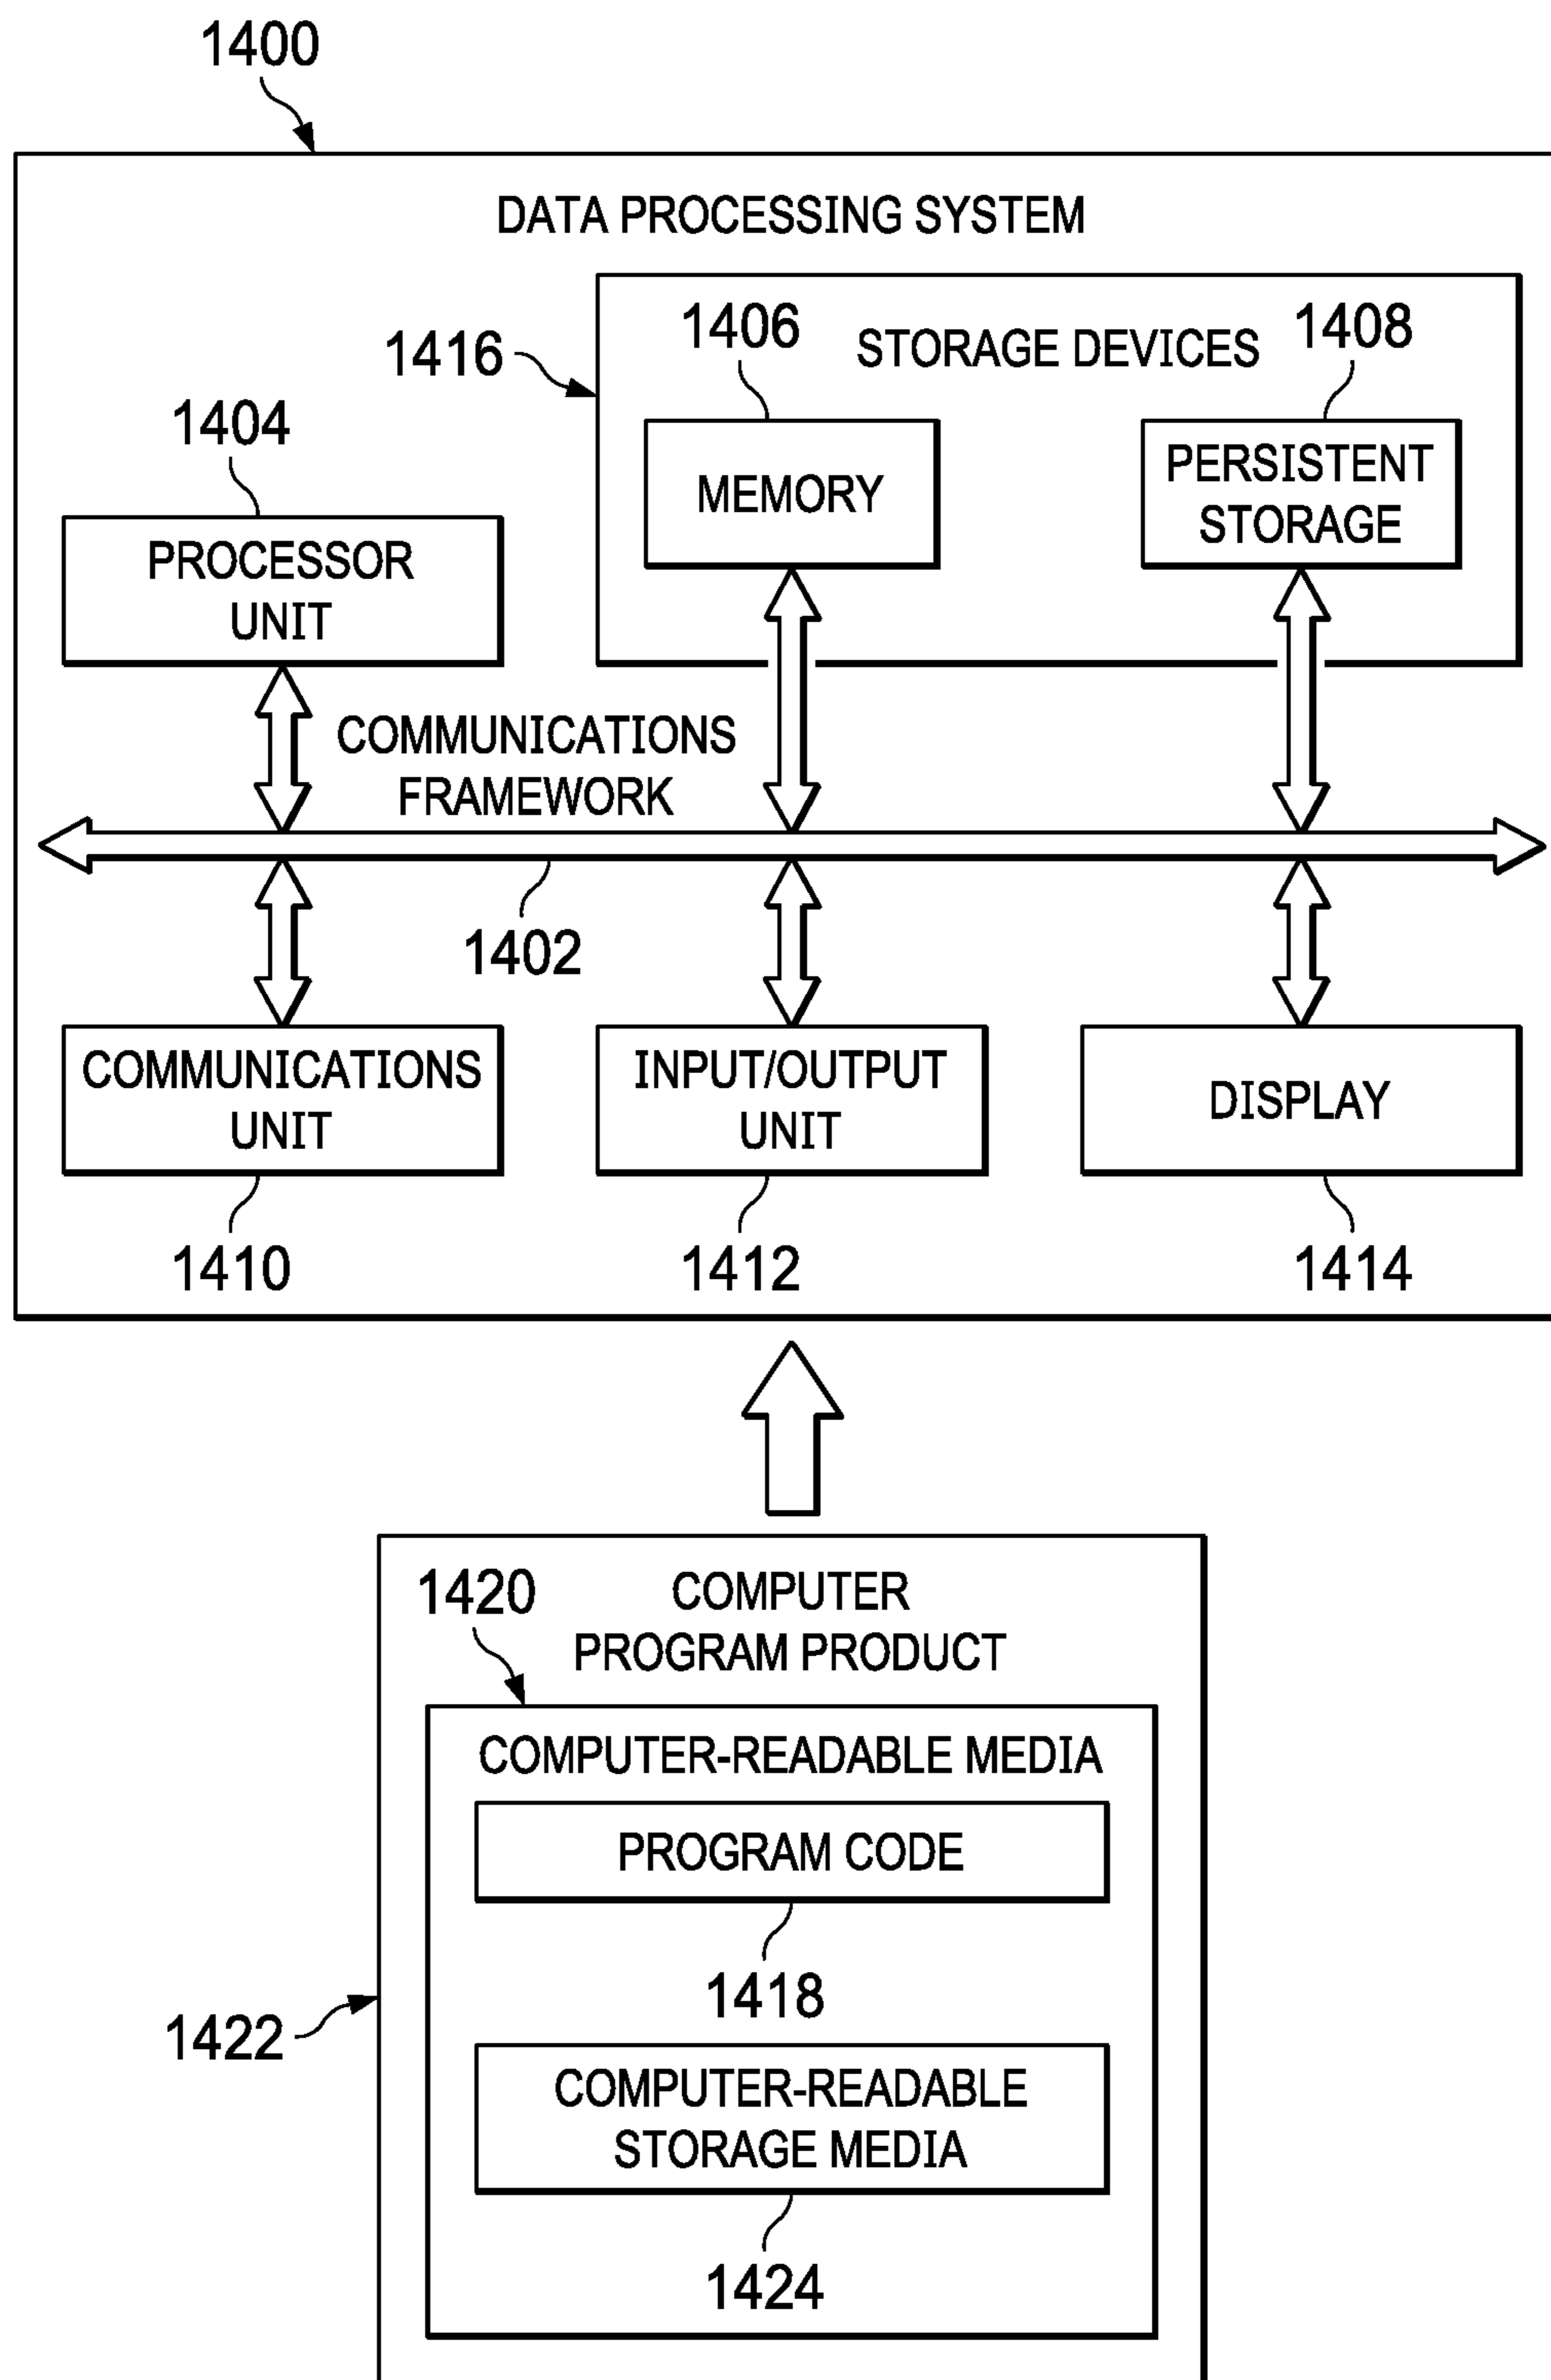 1400
DATA PROCESSING SYSTEM
1416
1406
STORAGE DEVICES
1408
1404
MEMORY
PERSISTENT
STORAGE
PROCESSOR
UNIT
COMMUNICATIONS
FRAMEWORK
1402
COMMUNICATIONS
UNIT
INPUT/OUTPUT
UNIT
DISPLAY
1410
1412
1414
1420
COMPUTER
PROGRAM PRODUCT
COMPUTER-READABLE MEDIA
PROGRAM CODE
1418
1422
COMPUTER-READABLE
STORAGE MEDIA
1424